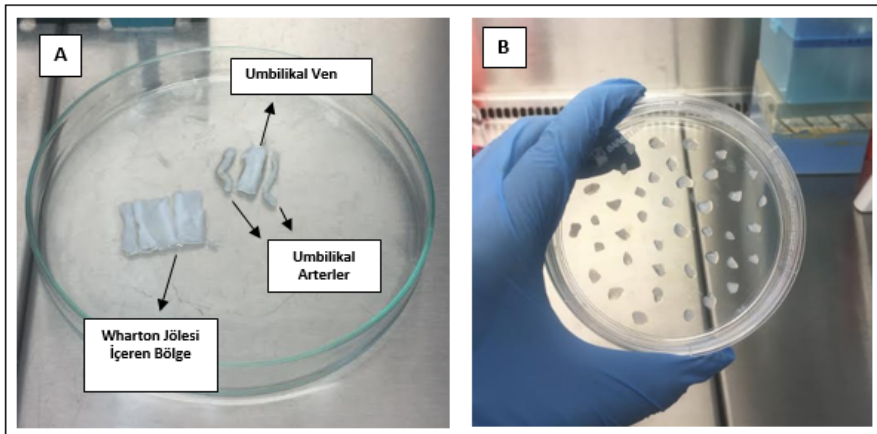 A
Umbilikal Ven
Umbilikal
Arterler
Wharton Jölesi
İçeren Bölge
B